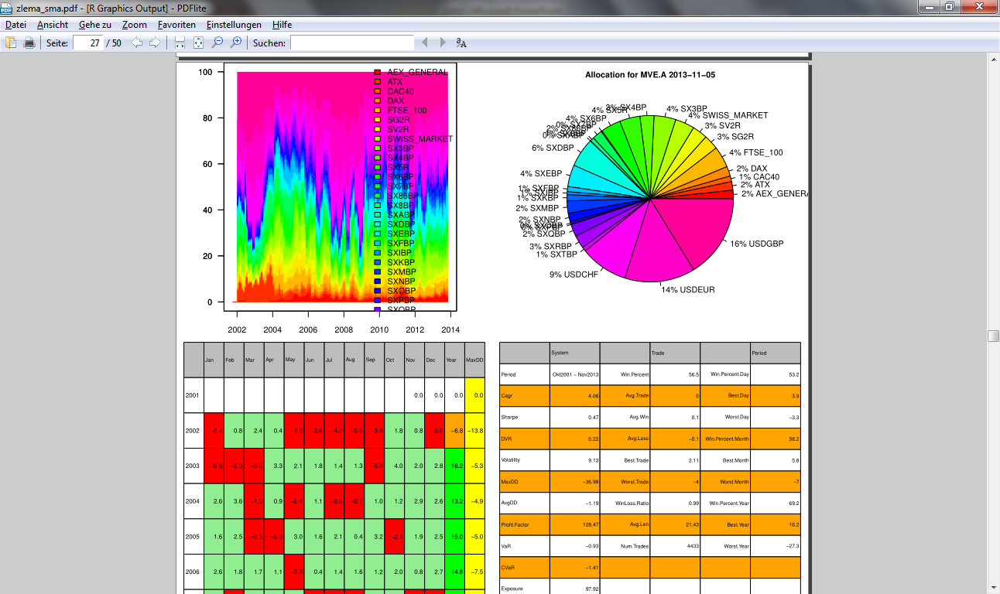 zlema_sma.pdf - [R Graphics Output] - PDFlite
Datei Ansicht Gehe zu Zoom Favoriten Einstellungen Hilfe
Seite: 27 / 50 Suchen:
100
80
60
40
20
0
2002 2004 2006 2008 2010 2012 2014
AEX_GENERAL
ATX
CAC40
DAX
FTSE_100
SG2R
SV2R
SWISS_MARKET
SX3BP
SX4BP
SX5R
SX6BP
SX7BP
SX86BP
SX8BP
SXABP
SXDBP
SXEBP
SXFBP
SXIBP
SXKBP
SXMBP
SXNBP
SXOBP
SXPBP
SXQBP
Allocation for MVE.A 2013-11-05
3% SX4BP
4% SX5R
4% SX3BP
4% SWISS_MARKET
4% SX6BP
3% SV2R
3% SG2R
6% SXDBP
4% FTSE_100
2% DAX
4% SXEBP
1% CAC40
2% ATX
1% SXFBP
2% AEX_GENERA
1% SXKBP
2% SXMBP
2% SXNBP
2% SXQBP
3% SXRBP
1% SXTBP
16% USDGBP
9% USDCHF
14% USDEUR
Jan Feb Mar Apr May Jun Jul Aug Sep Oct Nov Dec Year MaxDD
2001 0.0 0.0 0.0 0.0
2002 -0.4 0.8 2.4 0.4 -1.0 -3.6 -4.0 -0.5 -3.6 1.8 0.8 0.0 -6.8 -13.8
2003 -0.6 -2.0 -0.5 3.3 2.1 1.8 1.4 1.3 -0.4 4.0 2.0 2.8 16.2 -5.3
2004 2.6 3.6 -1.5 0.9 -0.1 1.1 -0.5 -0.7 1.0 1.2 2.9 2.6 13.2 -4.9
2005 1.6 2.5 -0.5 -2.0 3.0 1.6 2.1 0.4 3.2 -2.1 1.9 2.5 15.0 -5.0
2006 2.6 1.8 1.7 1.1 -3.3 0.4 1.4 1.6 1.2 2.0 0.8 2.7 14.8 -7.5
System Trade Period
Period Okt2001 - Nov2013 Win.Percent 56.5 Win.Percent.Day 53.2
Cagr 4.06 Avg.Trade 0 Best.Day 3.9
Sharpe 0.47 Avg.Win 0.1 Worst.Day -3.3
DVR 0.22 Avg.Loss -0.1 Win.Percent.Month 58.2
Volatility 9.13 Best.Trade 2.11 Best.Month 5.8
MaxDD -36.98 Worst.Trade -4 Worst.Month -7
AvgDD -1.19 WinLoss.Ratio 0.99 Win.Percent.Year 69.2
Profit.Factor 128.47 Avg.Len 21.43 Best.Year 16.2
VaR -0.93 Num.Trades 4433 Worst.Year -27.3
CVaR -1.41
Exposure 97.92